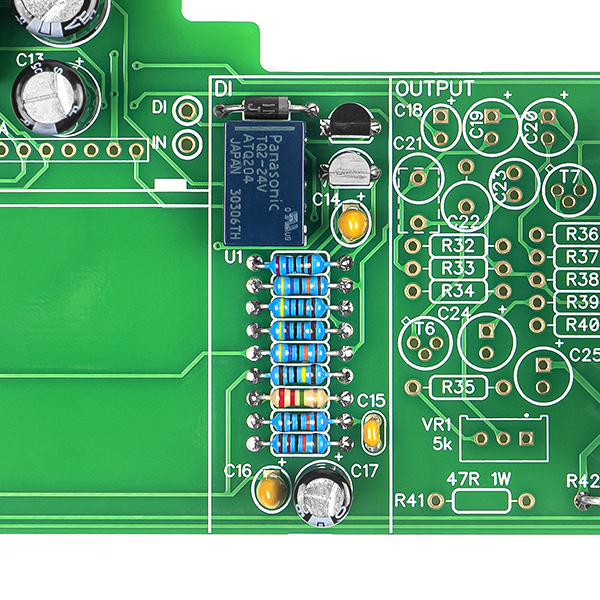 C13
DI
IN
A
DI
Panasonic
TQ2-24V
ATQ204
JAPAN 30306TH
U1
C14
C15
C16
C17
OUTPUT
C18
C19
C20
C21
C22
C23
T7
R32
R33
R34
R36
R37
R38
R39
R40
C24
T6
C25
R35
VR1
5k
47R 1W
R41
R42